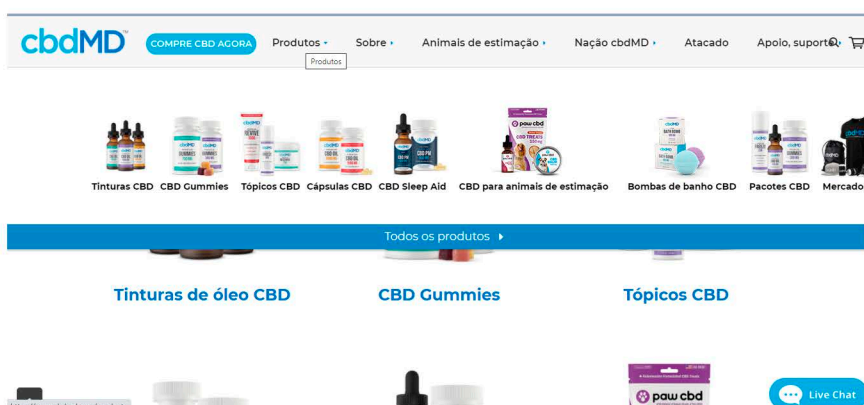 cbdMD
COMPRE CBD AGORA
Produtos
Sobre
Animais de estimação
Nação cbdMD
Atacado
Apoio, suporte
Produtos
Tinturas CBD
CBD Gummies
Tópicos CBD
Cápsulas CBD
CBD Sleep Aid
CBD para animais de estimação
Bombas de banho CBD
Pacotes CBD
Mercado
Todos os produtos
Tinturas de óleo CBD
CBD Gummies
Tópicos CBD
paw cbd
Live Chat